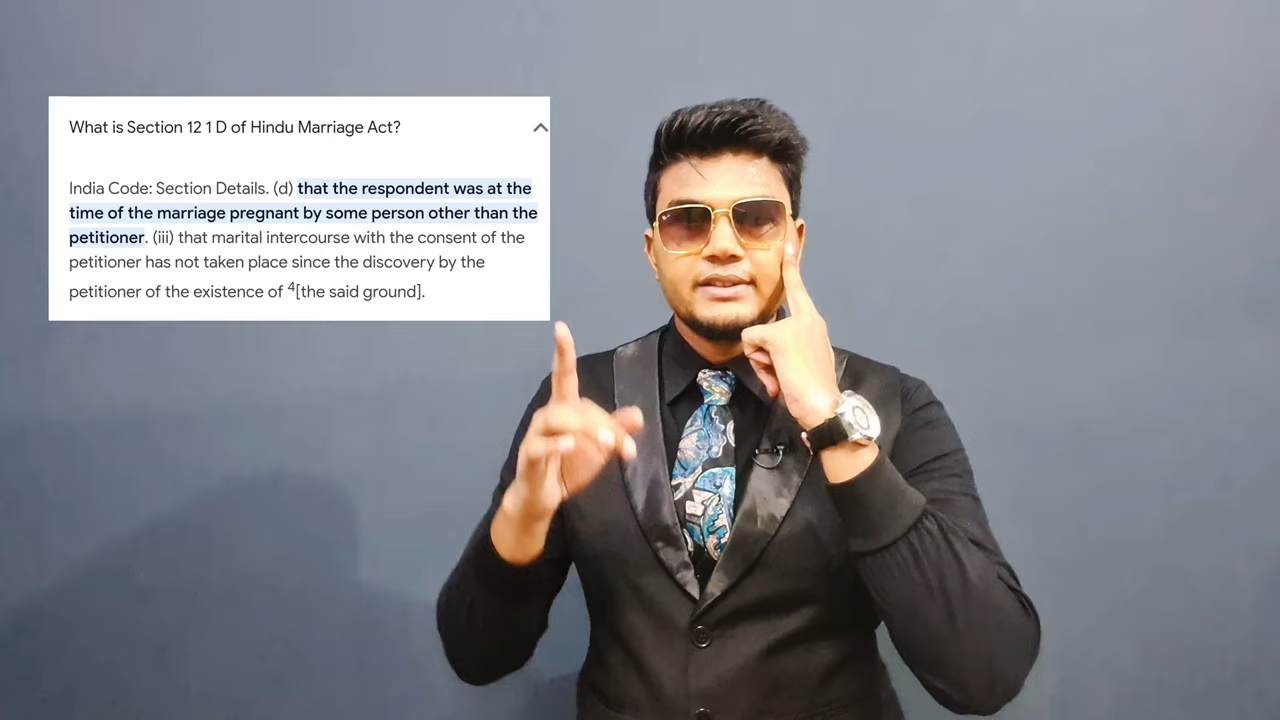 What is Section 12 1 D of Hindu Marriage Act?
India Code: Section Details. (d) that the respondent was at the
time of the marriage pregnant by some person other than the
petitioner. (iii) that marital intercourse with the consent of the
petitioner has not taken place since the discovery by the
petitioner of the existence of ⁴[the said ground].